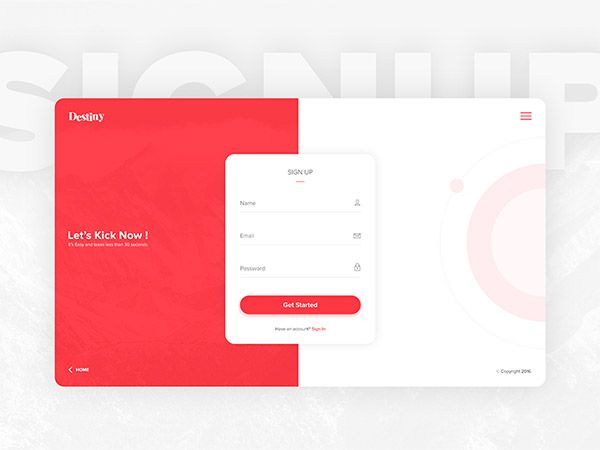 SIGNUP
Destiny
SIGN UP
Name
Let's Kick Now !
It's Easy and takes less than 30 seconds.
Email
Password
Get Started
Have an account? Sign In
HOME
© Copyright 2016